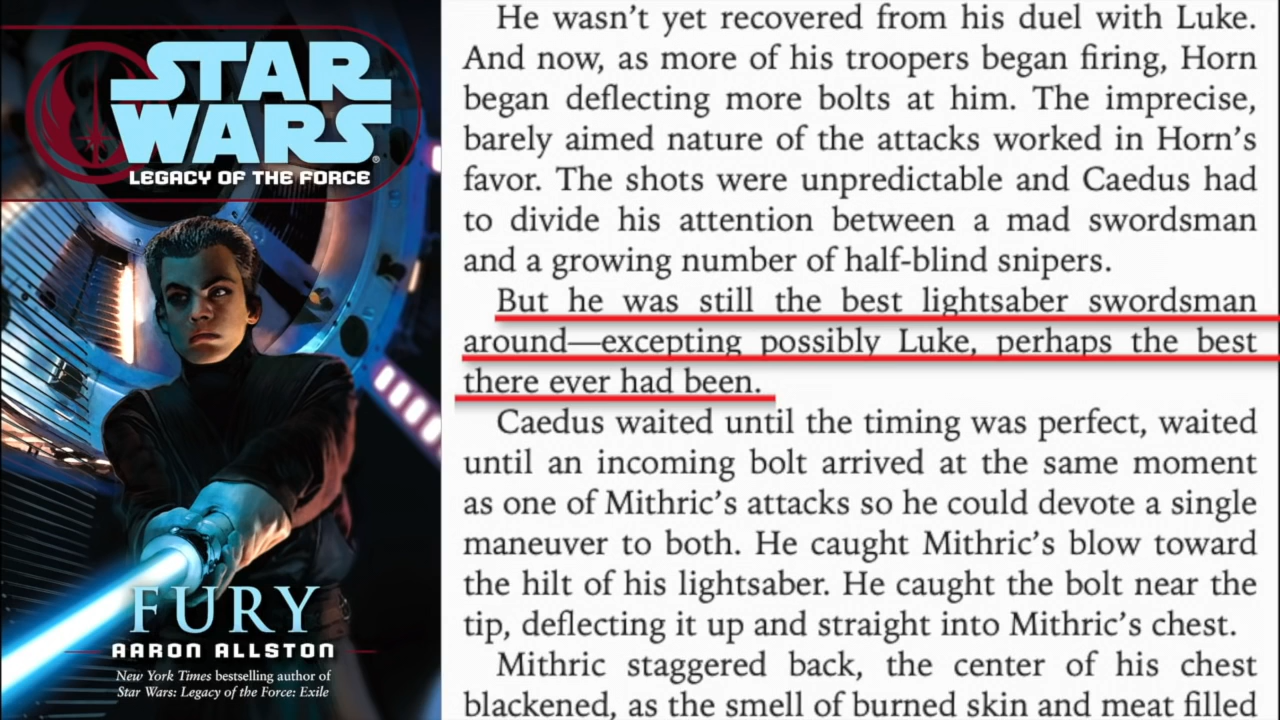 STAR
WARS
®
LEGACY OF THE FORCE
FURY
AARON ALLSTON
New York Times bestselling author of
Star Wars: Legacy of the Force: Exile
He wasn’t yet recovered from his duel with Luke.
And now, as more of his troopers began firing, Horn
began deflecting more bolts at him. The imprecise,
barely aimed nature of the attacks worked in Horn’s
favor. The shots were unpredictable and Caedus had
to divide his attention between a mad swordsman
and a growing number of half-blind snipers.
But he was still the best lightsaber swordsman
around—excepting possibly Luke, perhaps the best
there ever had been.
Caedus waited until the timing was perfect, waited
until an incoming bolt arrived at the same moment
as one of Mithric’s attacks so he could devote a single
maneuver to both. He caught Mithric’s blow toward
the hilt of his lightsaber. He caught the bolt near the
tip, deflecting it up and straight into Mithric’s chest.
Mithric staggered back, the center of his chest
blackened, as the smell of burned skin and meat filled